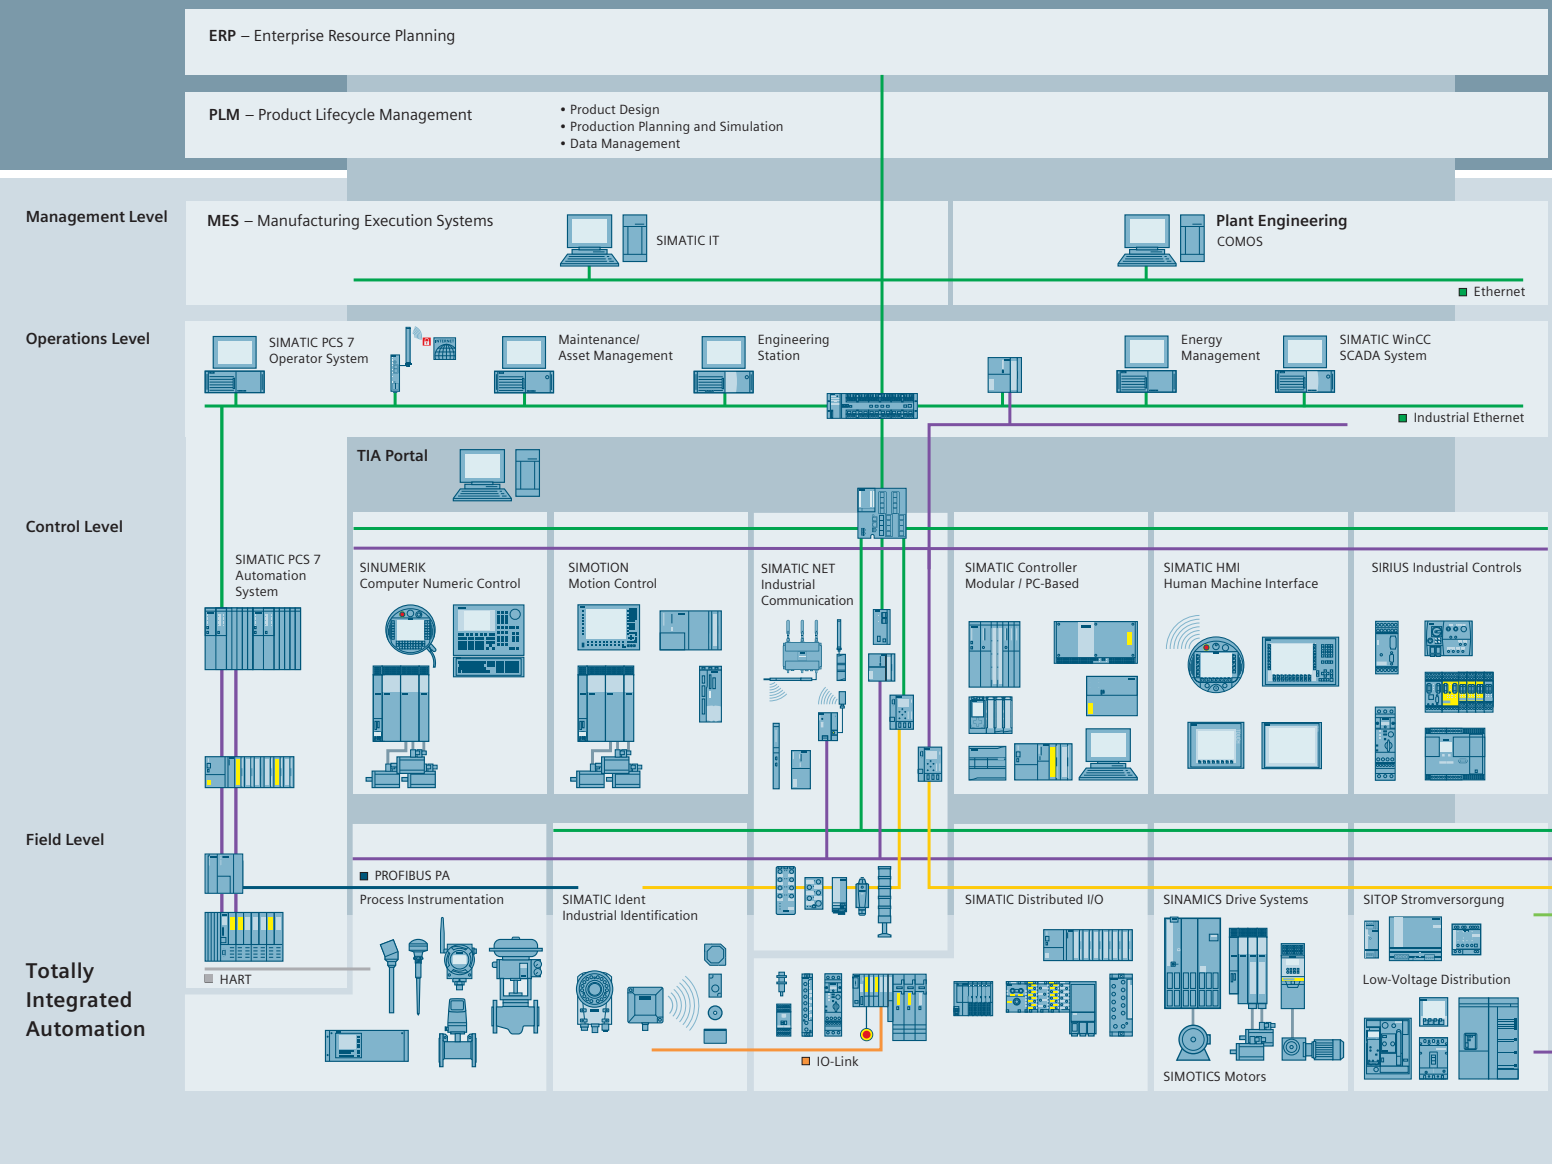 ERP – Enterprise Resource Planning
PLM – Product Lifecycle Management
• Product Design
• Production Planning and Simulation
• Data Management
Management Level
MES – Manufacturing Execution Systems
SIMATIC IT
Plant Engineering
COMOS
Ethernet
Operations Level
SIMATIC PCS 7
Operator System
INTERNET
Maintenance/
Asset Management
Engineering
Station
Energy
Management
SIMATIC WinCC
SCADA System
Industrial Ethernet
TIA Portal
Control Level
SIMATIC PCS 7
Automation
System
SINUMERIK
Computer Numeric Control
SIMOTION
Motion Control
SIMATIC NET
Industrial
Communication
SIMATIC Controller
Modular / PC-Based
SIMATIC HMI
Human Machine Interface
SIRIUS Industrial Controls
Field Level
PROFIBUS PA
Process Instrumentation
SIMATIC Ident
Industrial Identification
SIMATIC Distributed I/O
SINAMICS Drive Systems
SITOP Stromversorgung
HART
Low-Voltage Distribution
Totally
Integrated
Automation
IO-Link
SIMOTICS Motors